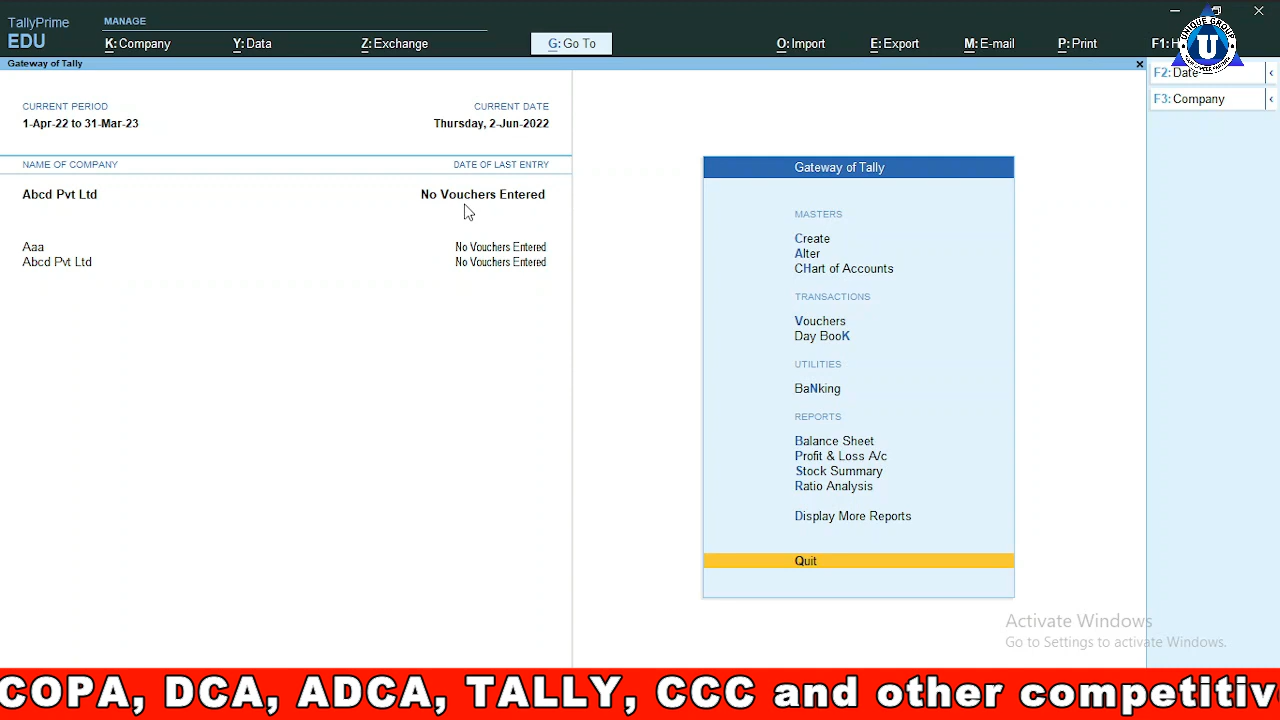 TallyPrime
EDU
MANAGE
K: Company
Y: Data
Z: Exchange
G: Go To
O: Import
E: Export
M: E-mail
P: Print
F1: H
UNIQUE GROUP
U
Gateway of Tally
F2: Date
F3: Company
CURRENT PERIOD
CURRENT DATE
1-Apr-22 to 31-Mar-23
Thursday, 2-Jun-2022
NAME OF COMPANY
DATE OF LAST ENTRY
Abcd Pvt Ltd
No Vouchers Entered
Aaa
No Vouchers Entered
Abcd Pvt Ltd
No Vouchers Entered
Gateway of Tally
MASTERS
Create
Alter
CHart of Accounts
TRANSACTIONS
Vouchers
Day BooK
UTILITIES
BaNking
REPORTS
Balance Sheet
Profit & Loss A/c
Stock Summary
Ratio Analysis
Display More Reports
Quit
Activate Windows
Go to Settings to activate Windows.
COPA, DCA, ADCA, TALLY, CCC and other competitiv